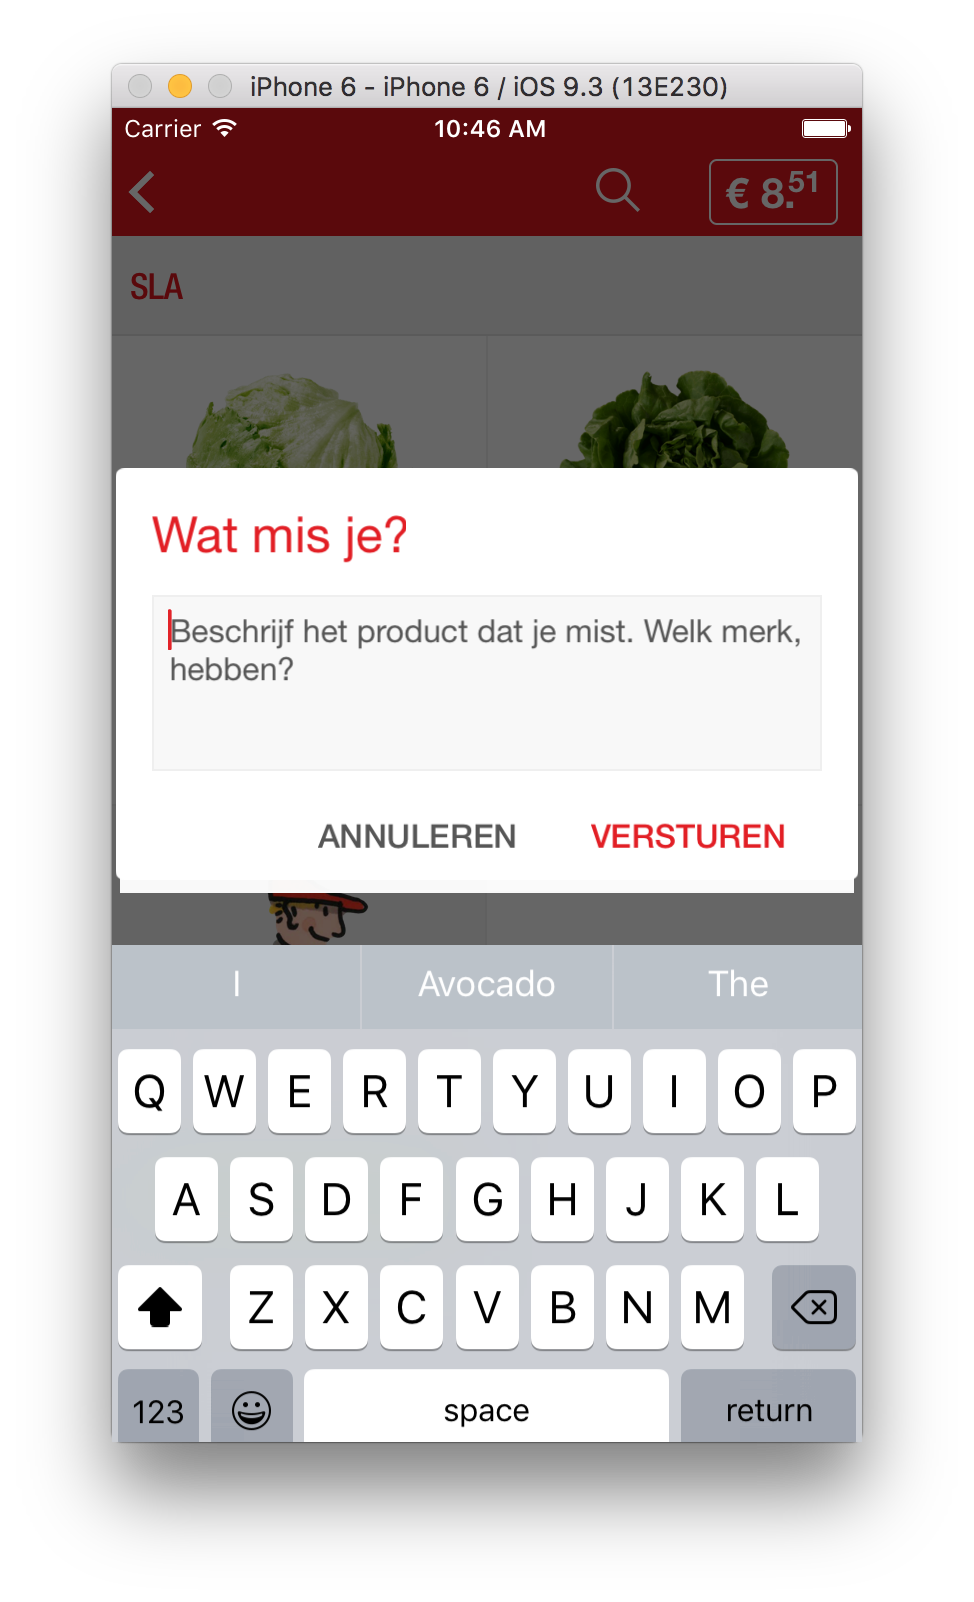 iPhone 6 - iPhone 6 / iOS 9.3 (13E230)
Carrier 10:46 AM
€ 8.51
SLA
Wat mis je?
Beschrijf het product dat je mist. Welk merk,
hebben?
ANNULEREN VERSTUREN
I Avocado The
Q W E R T Y U I O P
A S D F G H J K L
Z X C V B N M
123 space return